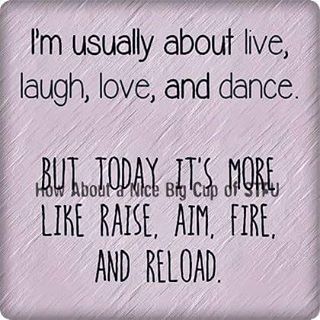 I'm usually about live,
laugh, love, and dance.
BUT TODAY IT'S MORE
How About a Nice Big Cup of STFU
LIKE RAISE, AIM, FIRE,
AND RELOAD.